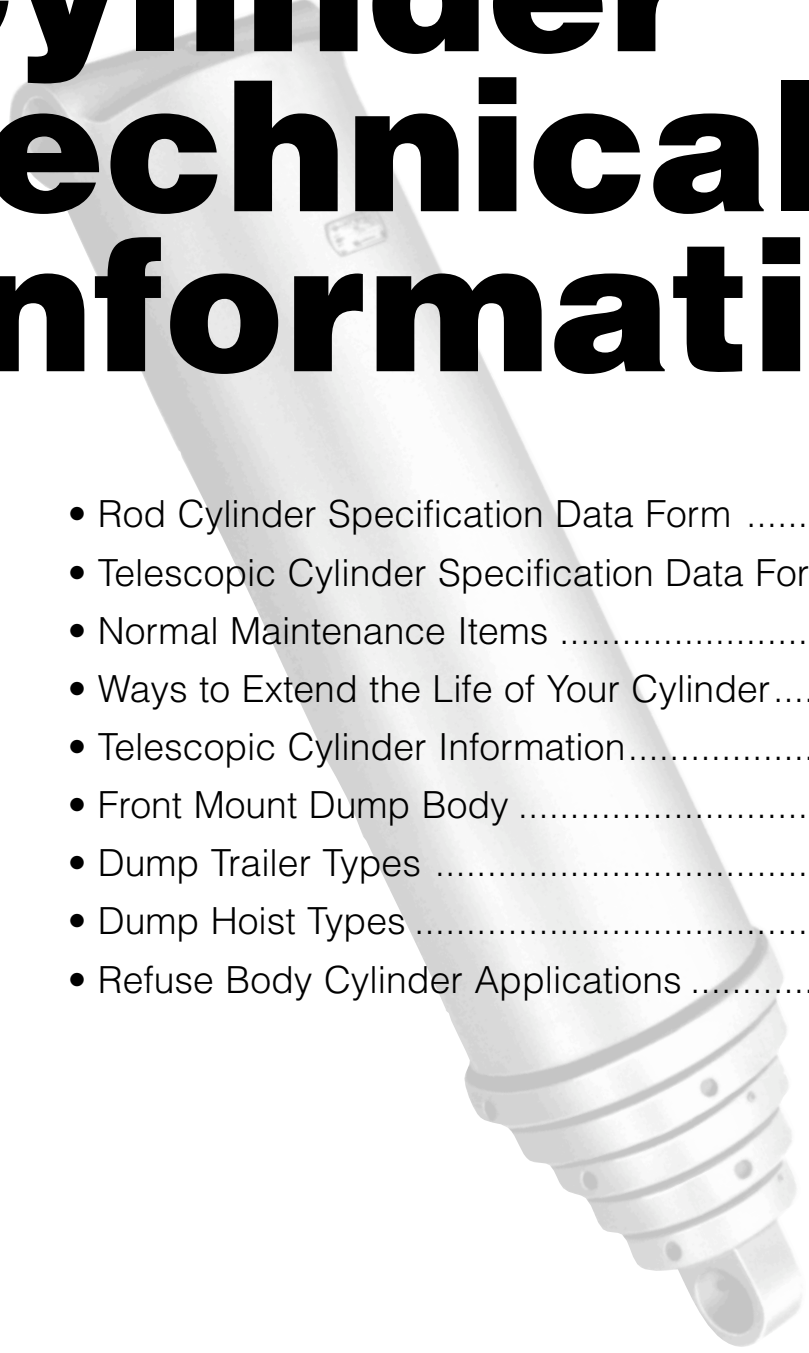 ylinder
echnical
nformati
• Rod Cylinder Specification Data Form ......
• Telescopic Cylinder Specification Data For
• Normal Maintenance Items ........................
• Ways to Extend the Life of Your Cylinder....
• Telescopic Cylinder Information..................
• Front Mount Dump Body ............................
• Dump Trailer Types ....................................
• Dump Hoist Types ......................................
• Refuse Body Cylinder Applications ............